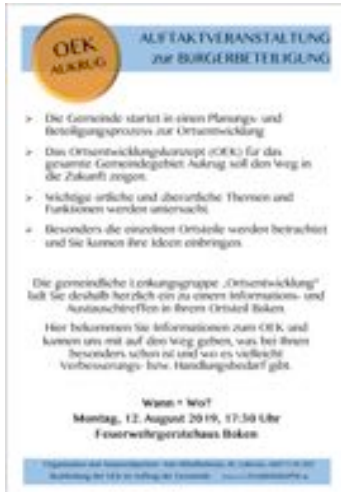 OEK
AUKRUG
AUFTAKTVERANSTALTUNG
zur BÜRGERBETEILIGUNG
➢ Die Gemeinde startet in einen Planungs- und
Beteiligungsprozess zur Ortsentwicklung
➢ Das Ortsentwicklungskonzept (OEK) für das
gesamte Gemeindegebiet Aukrug soll den Weg in
die Zukunft zeigen.
➢ Wichtige örtliche und überörtliche Themen und
Funktionen werden untersucht.
➢ Besonders die einzelnen Ortsteile werden betrachtet
und Sie können Ihre Ideen einbringen.
Die gemeindliche Lenkungsgruppe „Ortsentwicklung“
lädt Sie deshalb herzlich ein zu einem Informations- und
Austauschtreffen in Ihrem Ortsteil Böken.
Hier bekommen Sie Informationen zum OEK und
können uns mit auf den Weg geben, was bei Ihnen
besonders schön ist und wo es vielleicht
Verbesserungs- bzw. Handlungsbedarf gibt.
Wann + Wo?
Montag, 12. August 2019, 17:30 Uhr
Feuerwehrgerätehaus Böken